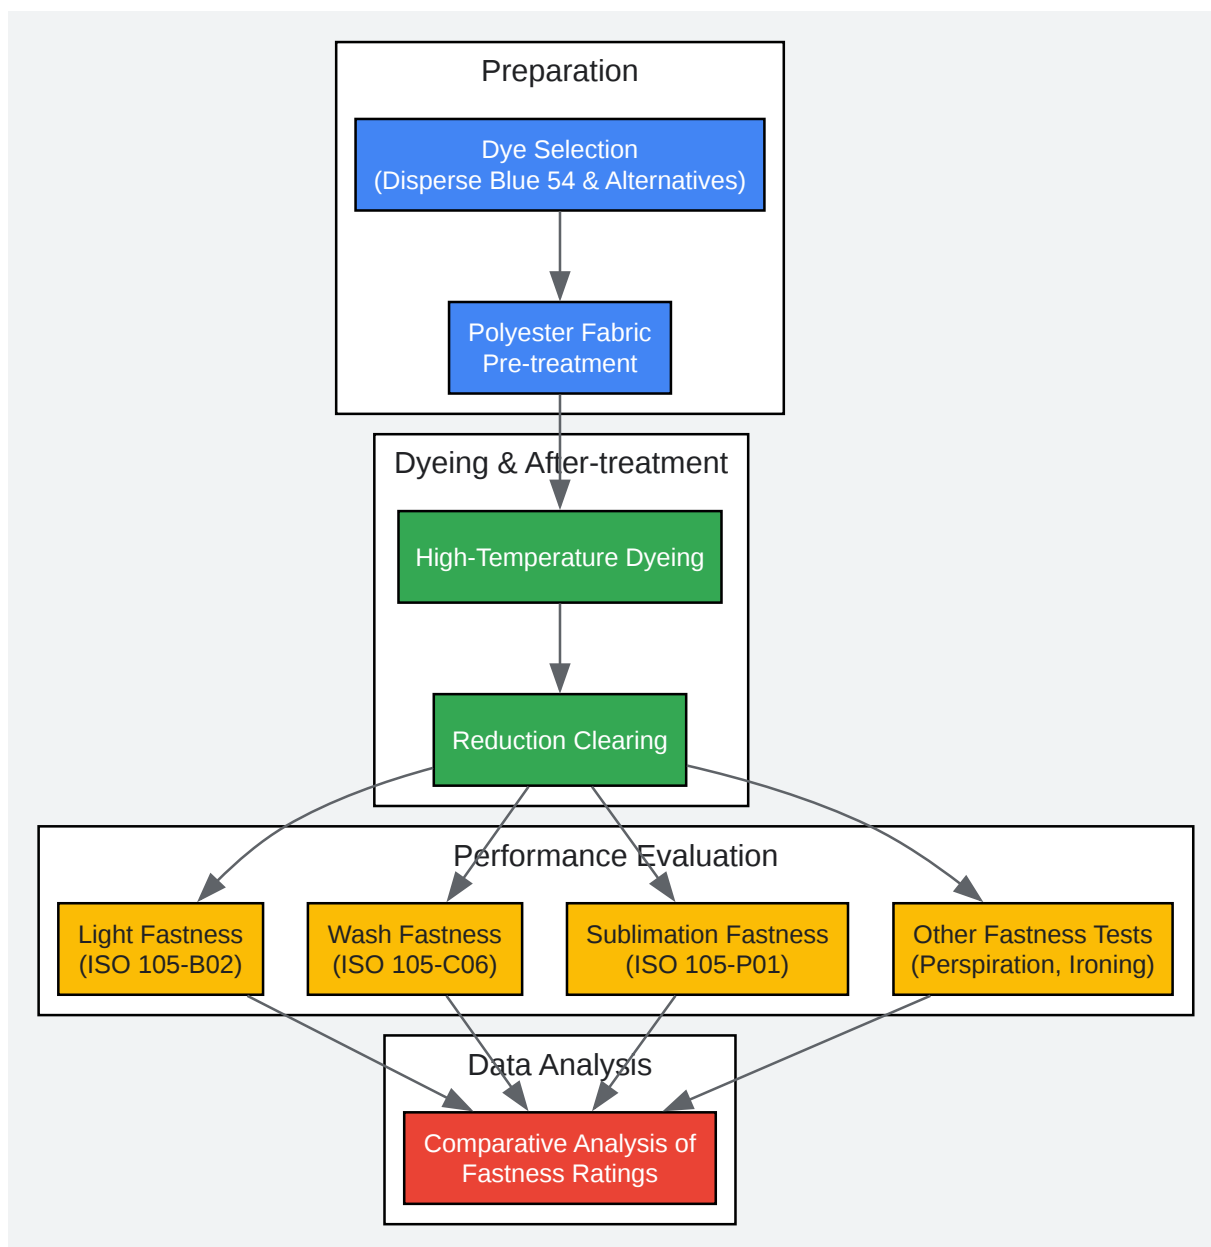 Preparation
Dye Selection
(Disperse Blue 54 & Alternatives)
Polyester Fabric
Pre-treatment
Dyeing & After-treatment
High-Temperature Dyeing
Reduction Clearing
Performance Evaluation
Light Fastness
(ISO 105-B02)
Wash Fastness
(ISO 105-C06)
Sublimation Fastness
(ISO 105-P01)
Other Fastness Tests
(Perspiration, Ironing)
Data Analysis
Comparative Analysis of
Fastness Ratings